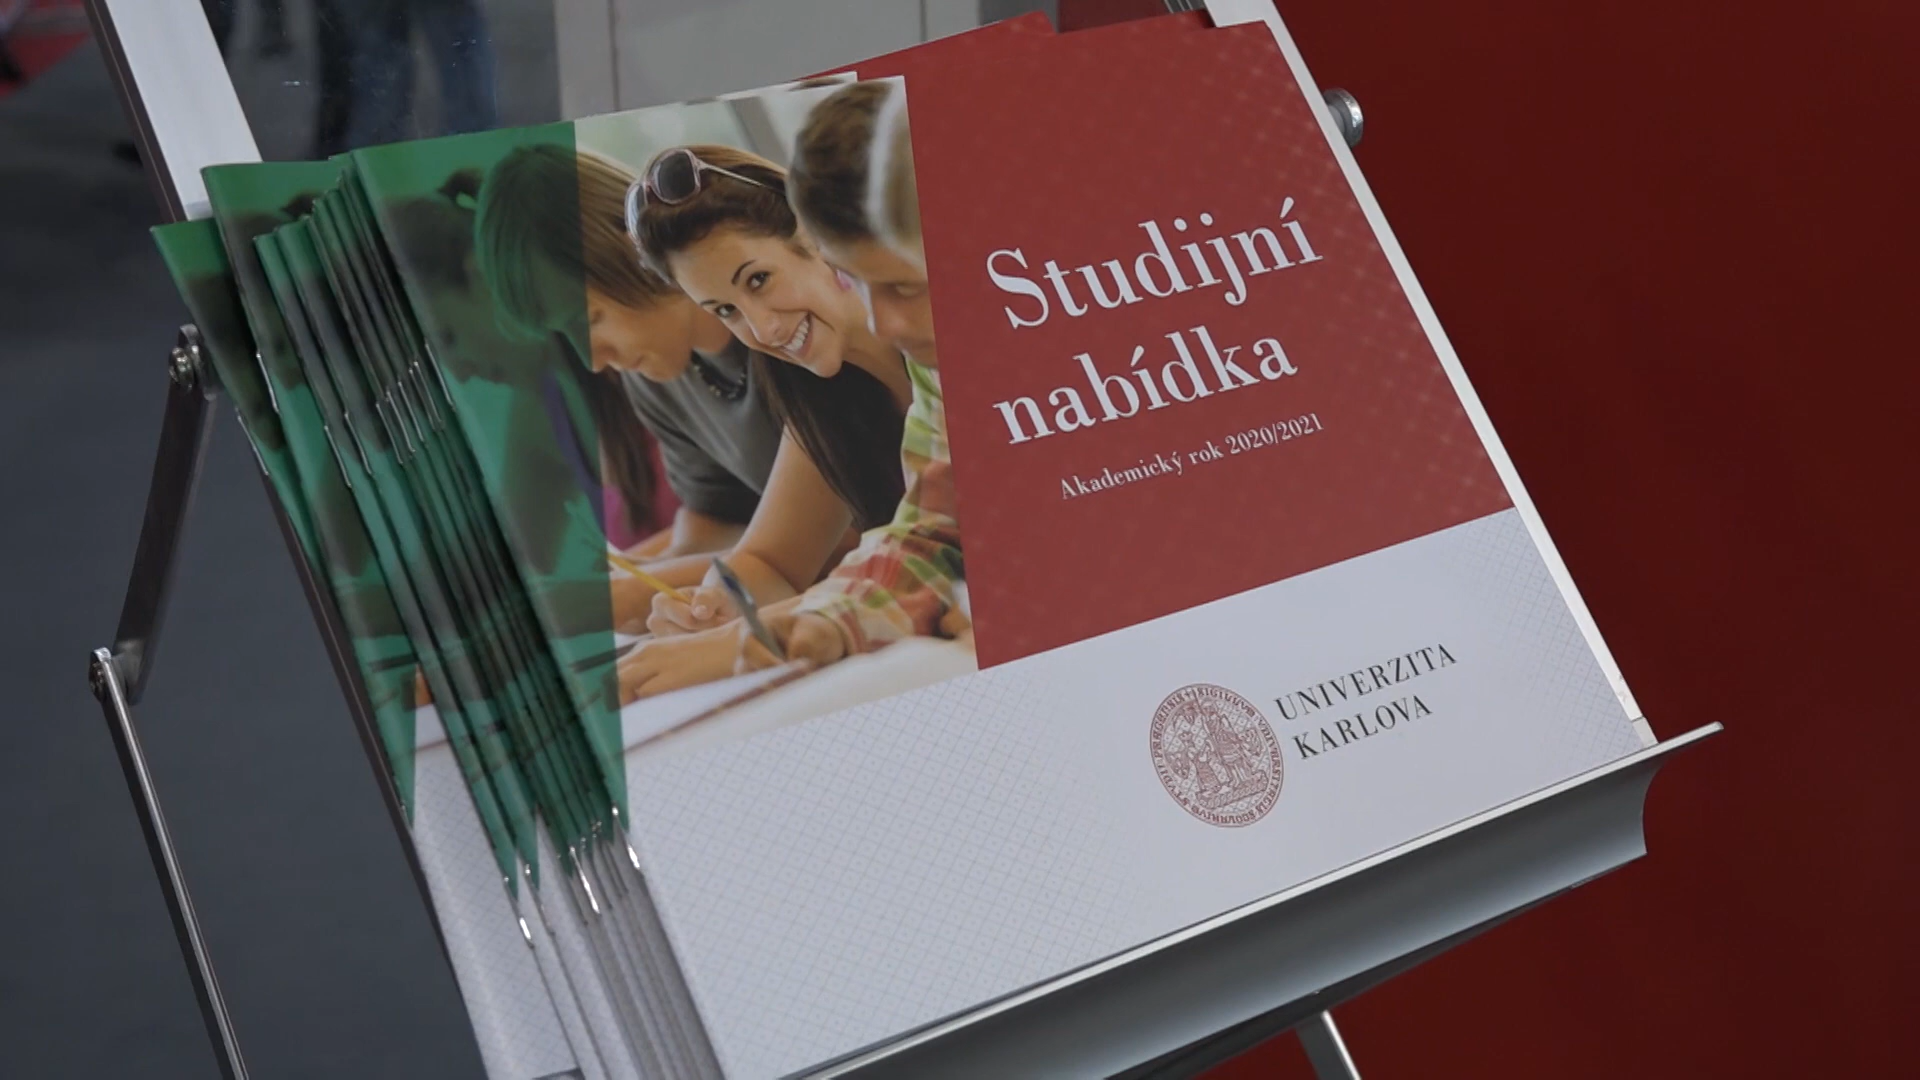 Studijní
nabídka
Akademický rok 2020/2021
UNIVERZITA
KARLOVA